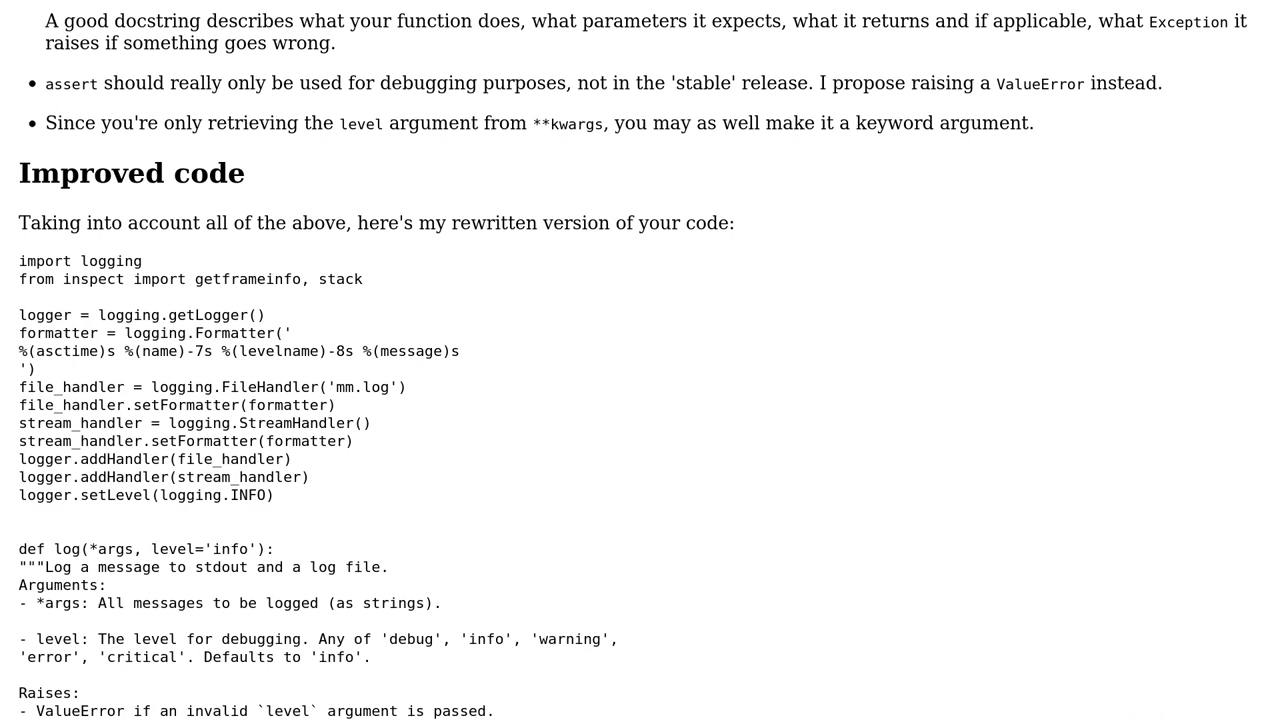 A good docstring describes what your function does, what parameters it expects, what it returns and if applicable, what Exception it
raises if something goes wrong.
• assert should really only be used for debugging purposes, not in the 'stable' release. I propose raising a ValueError instead.
• Since you're only retrieving the level argument from **kwargs, you may as well make it a keyword argument.
Improved code
Taking into account all of the above, here's my rewritten version of your code:
import logging
from inspect import getframeinfo, stack
logger = logging.getLogger()
formatter = logging.Formatter('
%(asctime)s %(name)-7s %(levelname)-8s %(message)s
')
file_handler = logging.FileHandler('mm.log')
file_handler.setFormatter(formatter)
stream_handler = logging.StreamHandler()
stream_handler.setFormatter(formatter)
logger.addHandler(file_handler)
logger.addHandler(stream_handler)
logger.setLevel(logging.INFO)
def log(*args, level='info'):
"""Log a message to stdout and a log file.
Arguments:
- *args: All messages to be logged (as strings).
- level: The level for debugging. Any of 'debug', 'info', 'warning',
'error', 'critical'. Defaults to 'info'.
Raises:
- ValueError if an invalid `level` argument is passed.